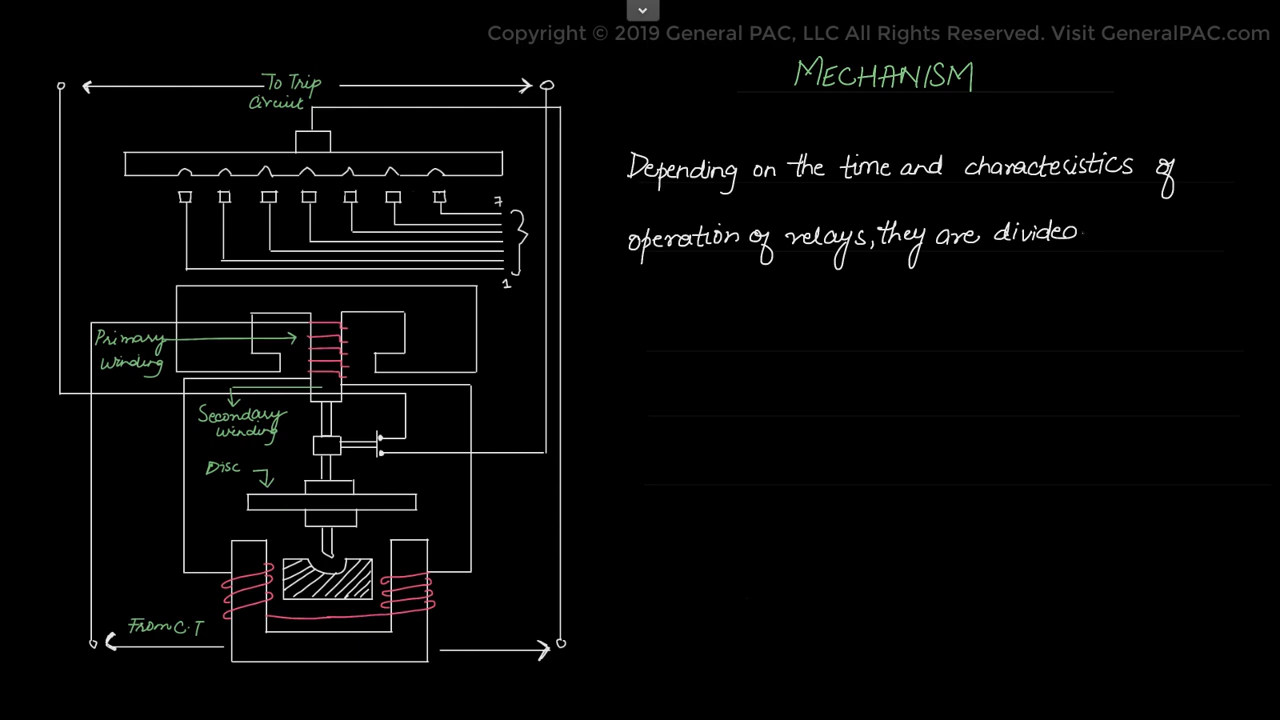 Copyright © 2019 General PAC, LLC All Rights Reserved. Visit GeneralPAC.com
MECHANISM
To Trip
Circuit
7
1
Primary
Winding
Secondary
Winding
Disc
From C.T
Depending on the time and characteristics of
operation of relays, they are divided